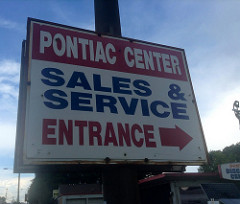 PONTIAC CENTER
SALES &
SERVICE
ENTRANCE